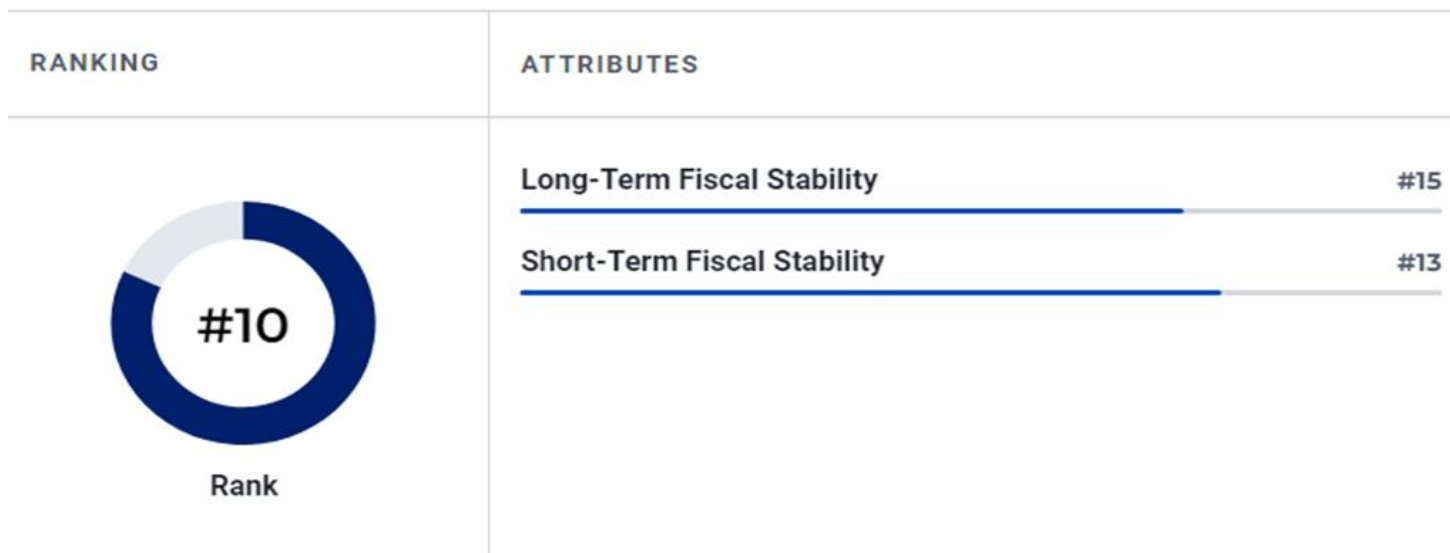 RANKING
ATTRIBUTES
#10
Rank
Long-Term Fiscal Stability #15
Short-Term Fiscal Stability #13